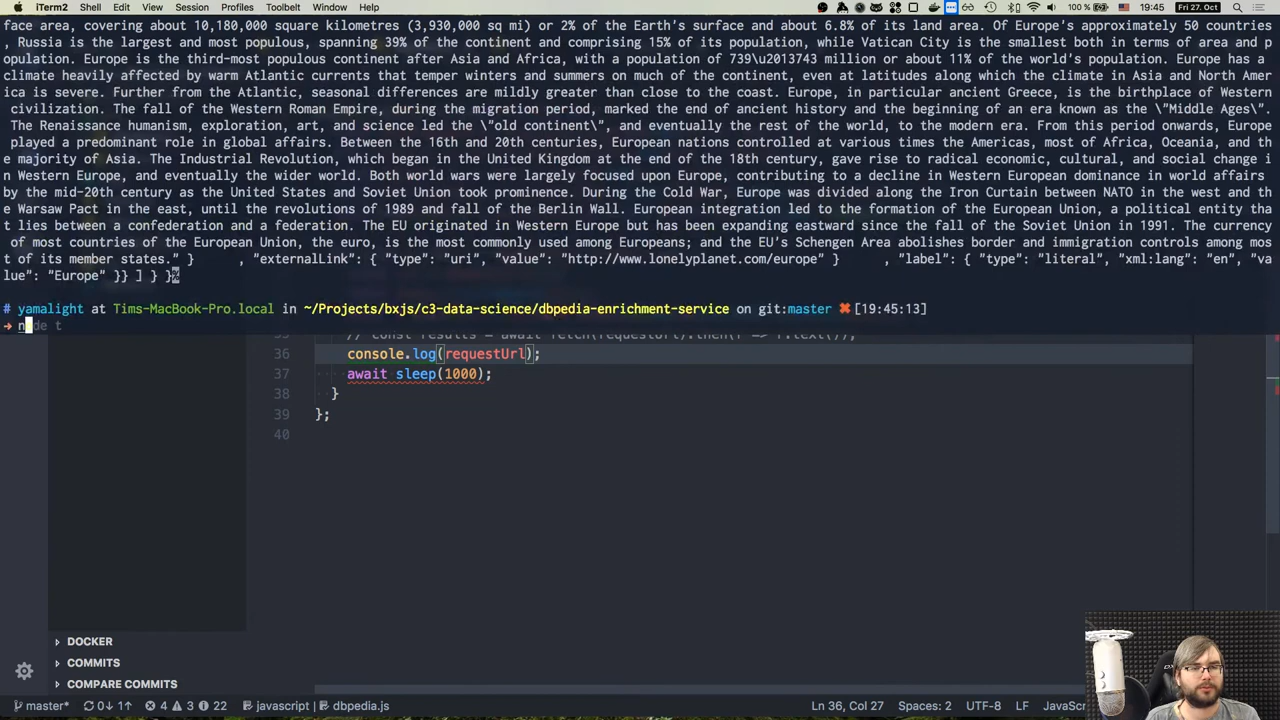 iTerm2 Shell Edit View Session Profiles Toolbelt Window Help 100 % 19:45 Fri 27. Oct
face area, covering about 10,180,000 square kilometres (3,930,000 sq mi) or 2% of the Earth's surface and about 6.8% of its land area. Of Europe's approximately 50 countries
, Russia is the largest and most populous, spanning 39% of the continent and comprising 15% of its population, while Vatican City is the smallest both in terms of area and p
opulation. Europe is the third-most populous continent after Asia and Africa, with a population of 739\u2013743 million or about 11% of the world's population. Europe has a
climate heavily affected by warm Atlantic currents that temper winters and summers on much of the continent, even at latitudes along which the climate in Asia and North Amer
ica is severe. Further from the Atlantic, seasonal differences are mildly greater than close to the coast. Europe, in particular ancient Greece, is the birthplace of Western
civilization. The fall of the Western Roman Empire, during the migration period, marked the end of ancient history and the beginning of an era known as the \"Middle Ages\".
The Renaissance humanism, exploration, art, and science led the \"old continent\", and eventually the rest of the world, to the modern era. From this period onwards, Europe
played a predominant role in global affairs. Between the 16th and 20th centuries, European nations controlled at various times the Americas, most of Africa, Oceania, and th
e majority of Asia. The Industrial Revolution, which began in the United Kingdom at the end of the 18th century, gave rise to radical economic, cultural, and social change i
n Western Europe, and eventually the wider world. Both world wars were largely focused upon Europe, contributing to a decline in Western European dominance in world affairs
by the mid-20th century as the United States and Soviet Union took prominence. During the Cold War, Europe was divided along the Iron Curtain between NATO in the west and th
e Warsaw Pact in the east, until the revolutions of 1989 and fall of the Berlin Wall. European integration led to the formation of the European Union, a political entity tha
t lies between a confederation and a federation. The EU originated in Western Europe but has been expanding eastward since the fall of the Soviet Union in 1991. The currency
of most countries of the European Union, the euro, is the most commonly used among Europeans; and the EU's Schengen Area abolishes border and immigration controls among mos
t of its member states." } , "externalLink": { "type": "uri", "value": "http://www.lonelyplanet.com/europe" } , "label": { "type": "literal", "xml:lang": "en", "va
lue": "Europe" }} ] } }%
# yamalight at Tims-MacBook-Pro.local in ~/Projects/bxjs/c3-data-science/dbpedia-enrichment-service on git:master ✖ [19:45:13]
➜ node t
35 // const results = await fetch(requestUrl).then(r => r.text());
36 console.log(requestUrl);
37 await sleep(1000);
38 }
39 };
40
DOCKER
COMMITS
COMPARE COMMITS
master* 0↓ 1↑ 4 3 22 javascript dbpedia.js Ln 36, Col 27 Spaces: 2 UTF-8 LF JavaSc